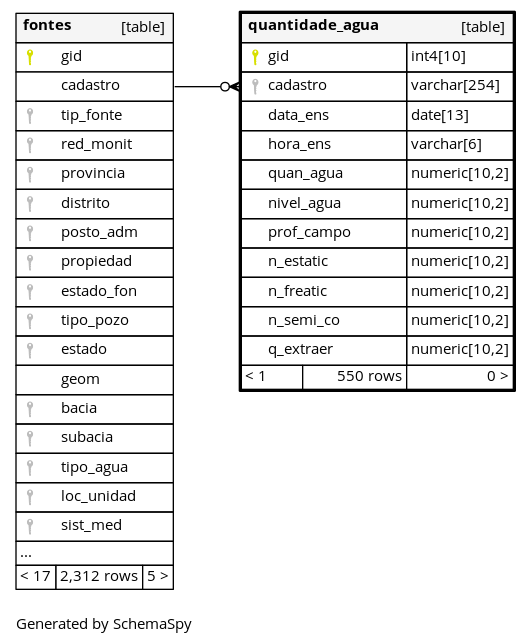 fontes [table]
gid
cadastro
tip_fonte
red_monit
provincia
distrito
posto_adm
propiedad
estado_fon
tipo_pozo
estado
geom
bacia
subacia
tipo_agua
loc_unidad
sist_med
...
< 17 2,312 rows 5 >
quantidade_agua [table]
gid int4[10]
cadastro varchar[254]
data_ens date[13]
hora_ens varchar[6]
quan_agua numeric[10,2]
nivel_agua numeric[10,2]
prof_campo numeric[10,2]
n_estatic numeric[10,2]
n_freatic numeric[10,2]
n_semi_co numeric[10,2]
q_extraer numeric[10,2]
< 1 550 rows 0 >
Generated by SchemaSpy